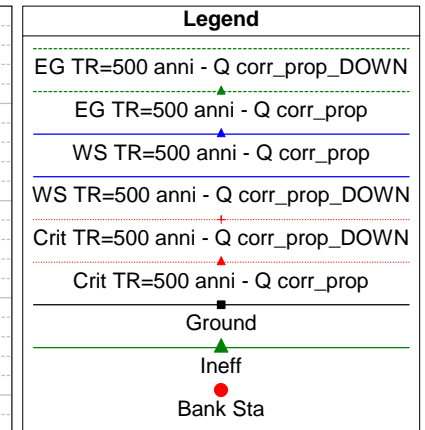 Legend
EG TR=500 anni - Q corr_prop_DOWN
EG TR=500 anni - Q corr_prop
WS TR=500 anni - Q corr_prop
WS TR=500 anni - Q corr_prop_DOWN
Crit TR=500 anni - Q corr_prop_DOWN
Crit TR=500 anni - Q corr_prop
Ground
Ineff
Bank Sta